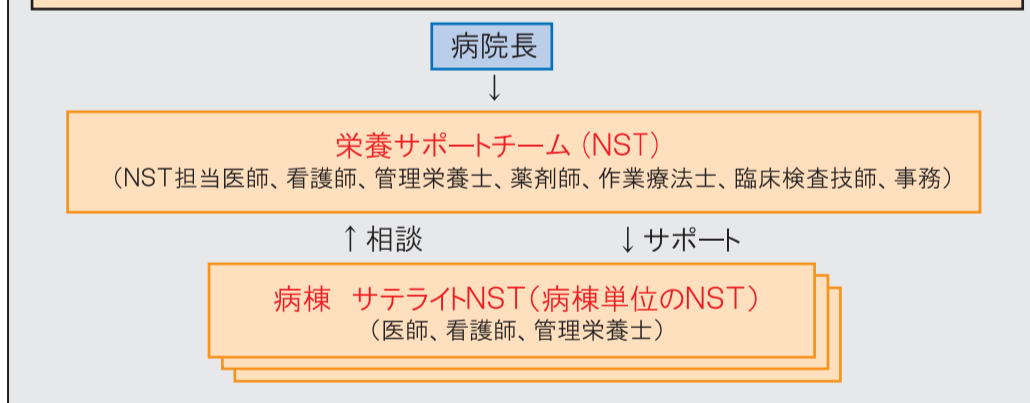 病院長
↓
栄養サポートチーム(NST)
(NST担当医師、看護師、管理栄養士、薬剤師、作業療法士、臨床検査技師、事務)
↑相談 ↓サポート
病棟 サテライトNST(病棟単位のNST)
(医師、看護師、管理栄養士)